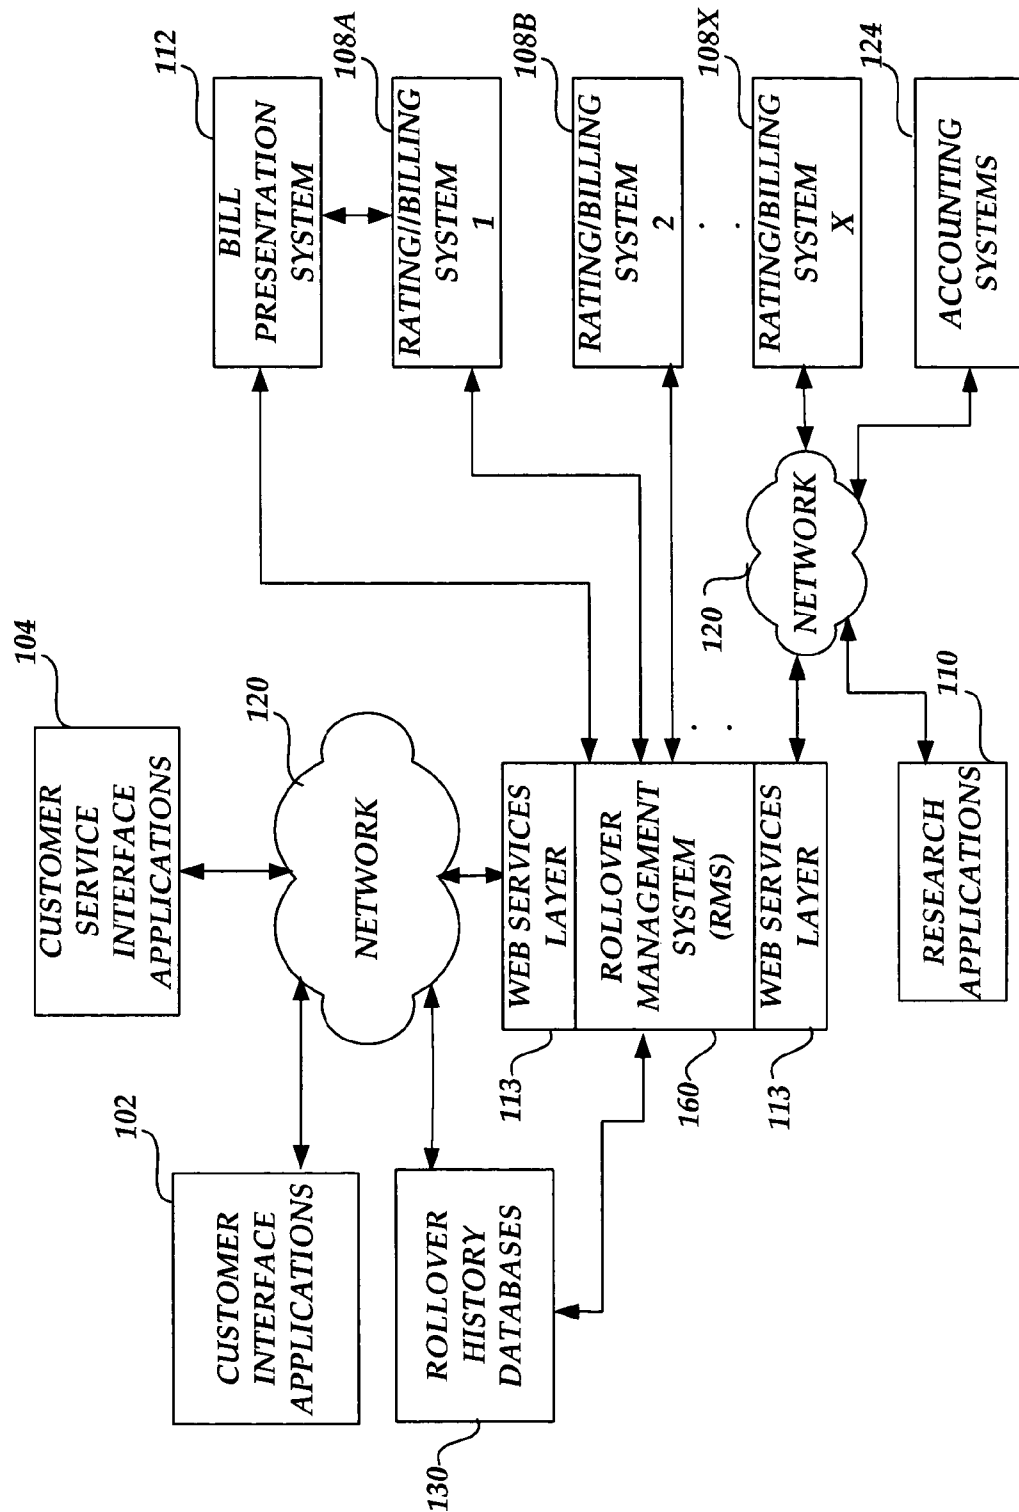 102
CUSTOMER
INTERFACE
APPLICATIONS
104
CUSTOMER
SERVICE
INTERFACE
APPLICATIONS
120
NETWORK
130
ROLLOVER
HISTORY
DATABASES
113
WEB SERVICES
LAYER
160
ROLLOVER
MANAGEMENT
SYSTEM
(RMS)
113
WEB SERVICES
LAYER
112
BILL
PRESENTATION
SYSTEM
108A
RATING//BILLING
SYSTEM
1
108B
RATING/BILLING
SYSTEM
2
108X
RATING/BILLING
SYSTEM
X
120
NETWORK
110
RESEARCH
APPLICATIONS
124
ACCOUNTING
SYSTEMS